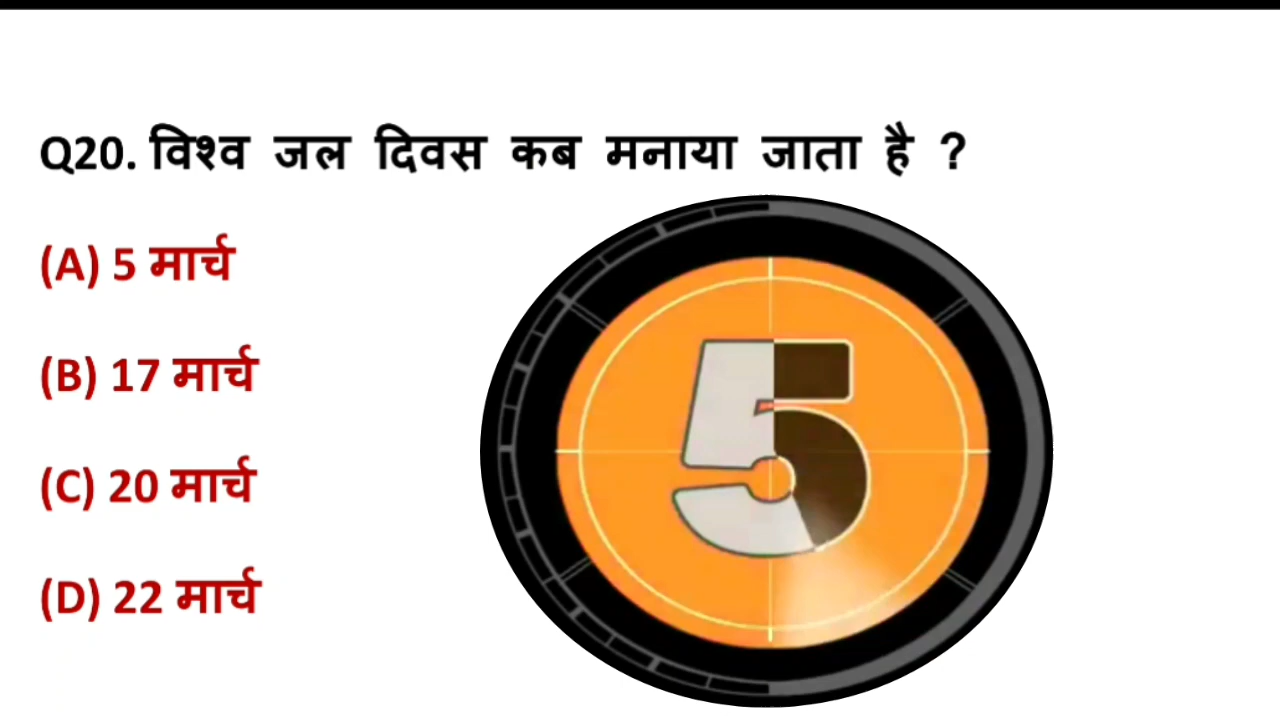 Q20. विश्व जल दिवस कब मनाया जाता है ?
(A) 5 मार्च
(B) 17 मार्च
(C) 20 मार्च
(D) 22 मार्च
5